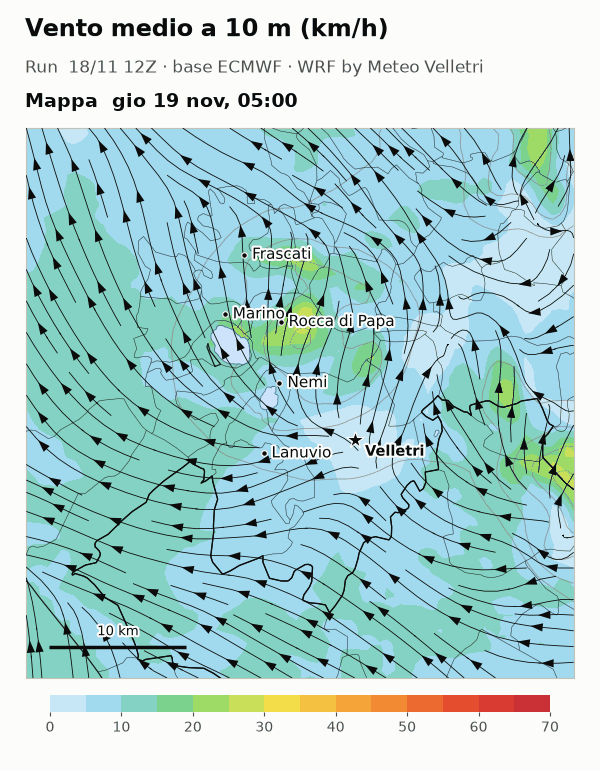 Vento medio a 10 m (km/h)
Run  18/11 12Z · base ECMWF · WRF by Meteo Velletri
Mappa  gio 19 nov, 05:00
Frascati
Marino
Rocca di Papa
Nemi
Velletri
Lanuvio
10 km
0 10 20 30 40 50 60 70